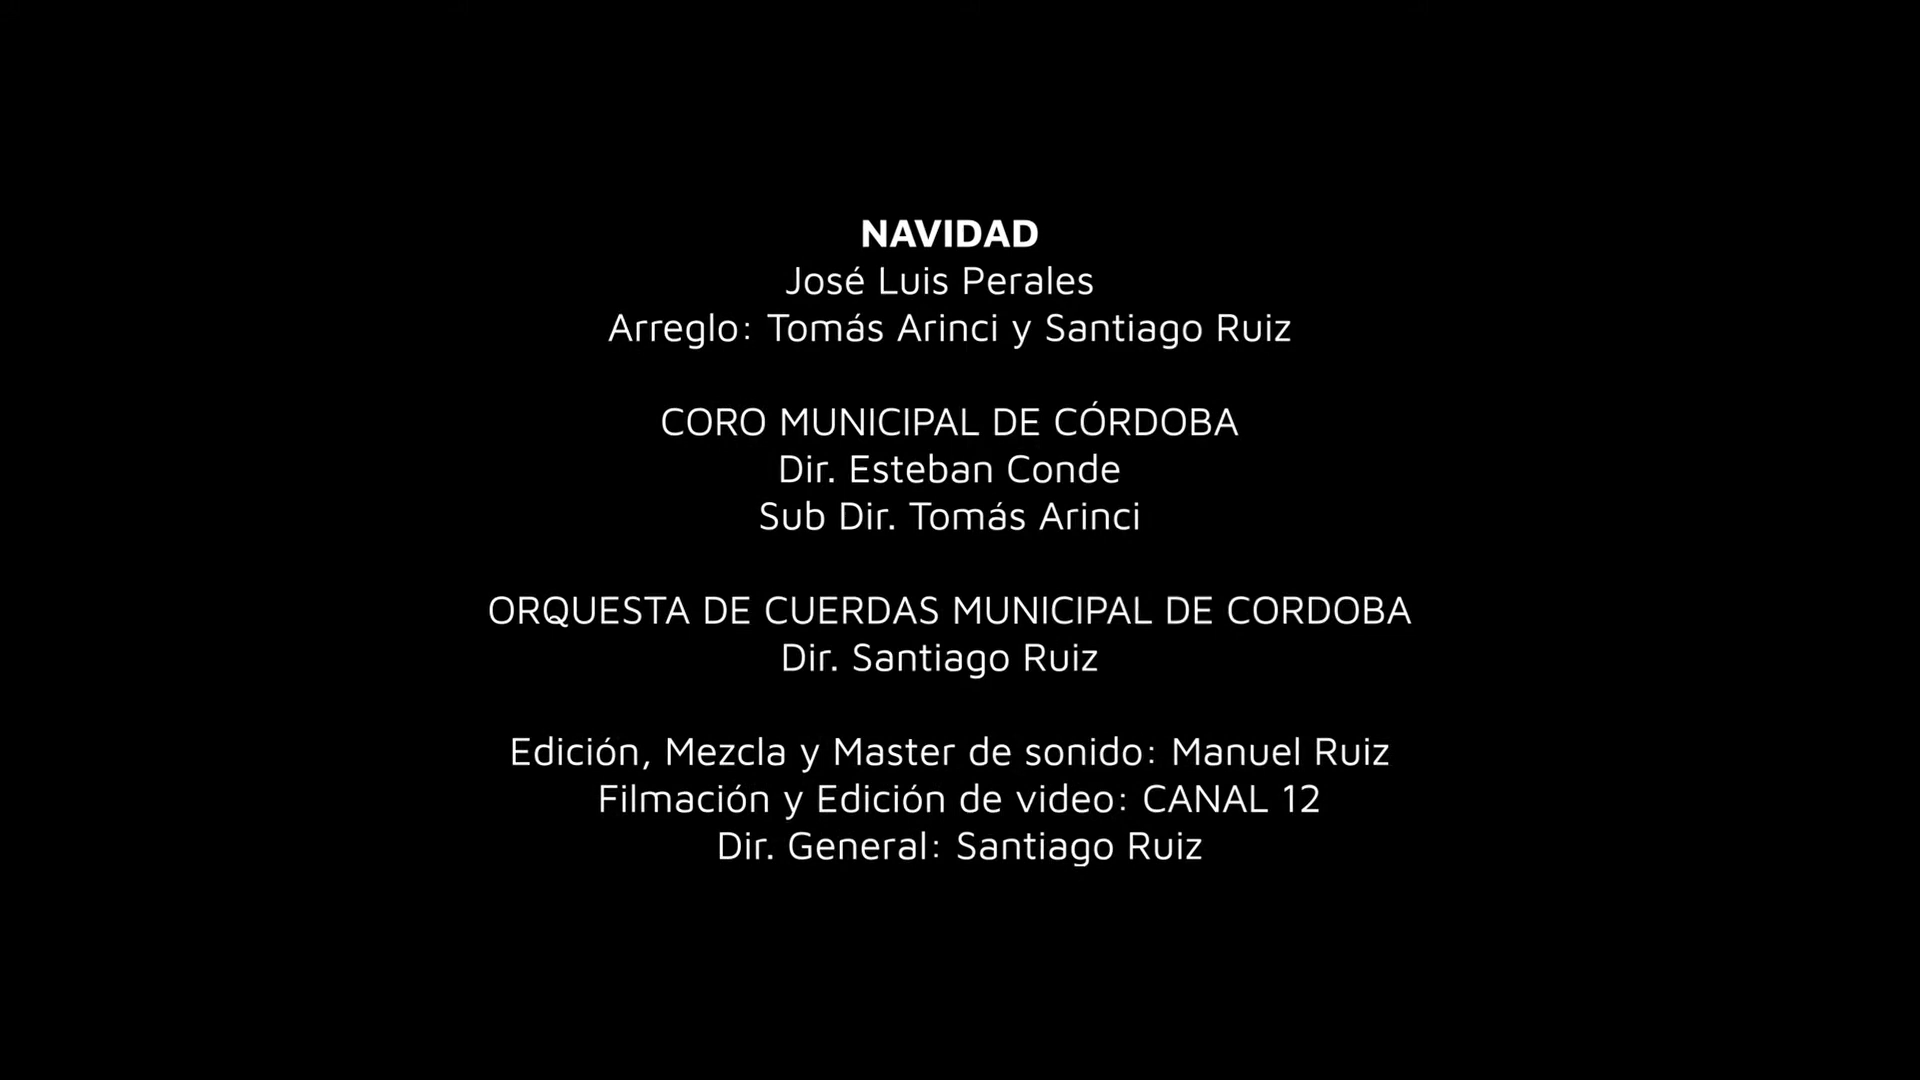 NAVIDAD
José Luis Perales
Arreglo: Tomás Arinci y Santiago Ruiz
CORO MUNICIPAL DE CÓRDOBA
Dir. Esteban Conde
Sub Dir. Tomás Arinci
ORQUESTA DE CUERDAS MUNICIPAL DE CORDOBA
Dir. Santiago Ruiz
Edición, Mezcla y Master de sonido: Manuel Ruiz
Filmación y Edición de video: CANAL 12
Dir. General: Santiago Ruiz